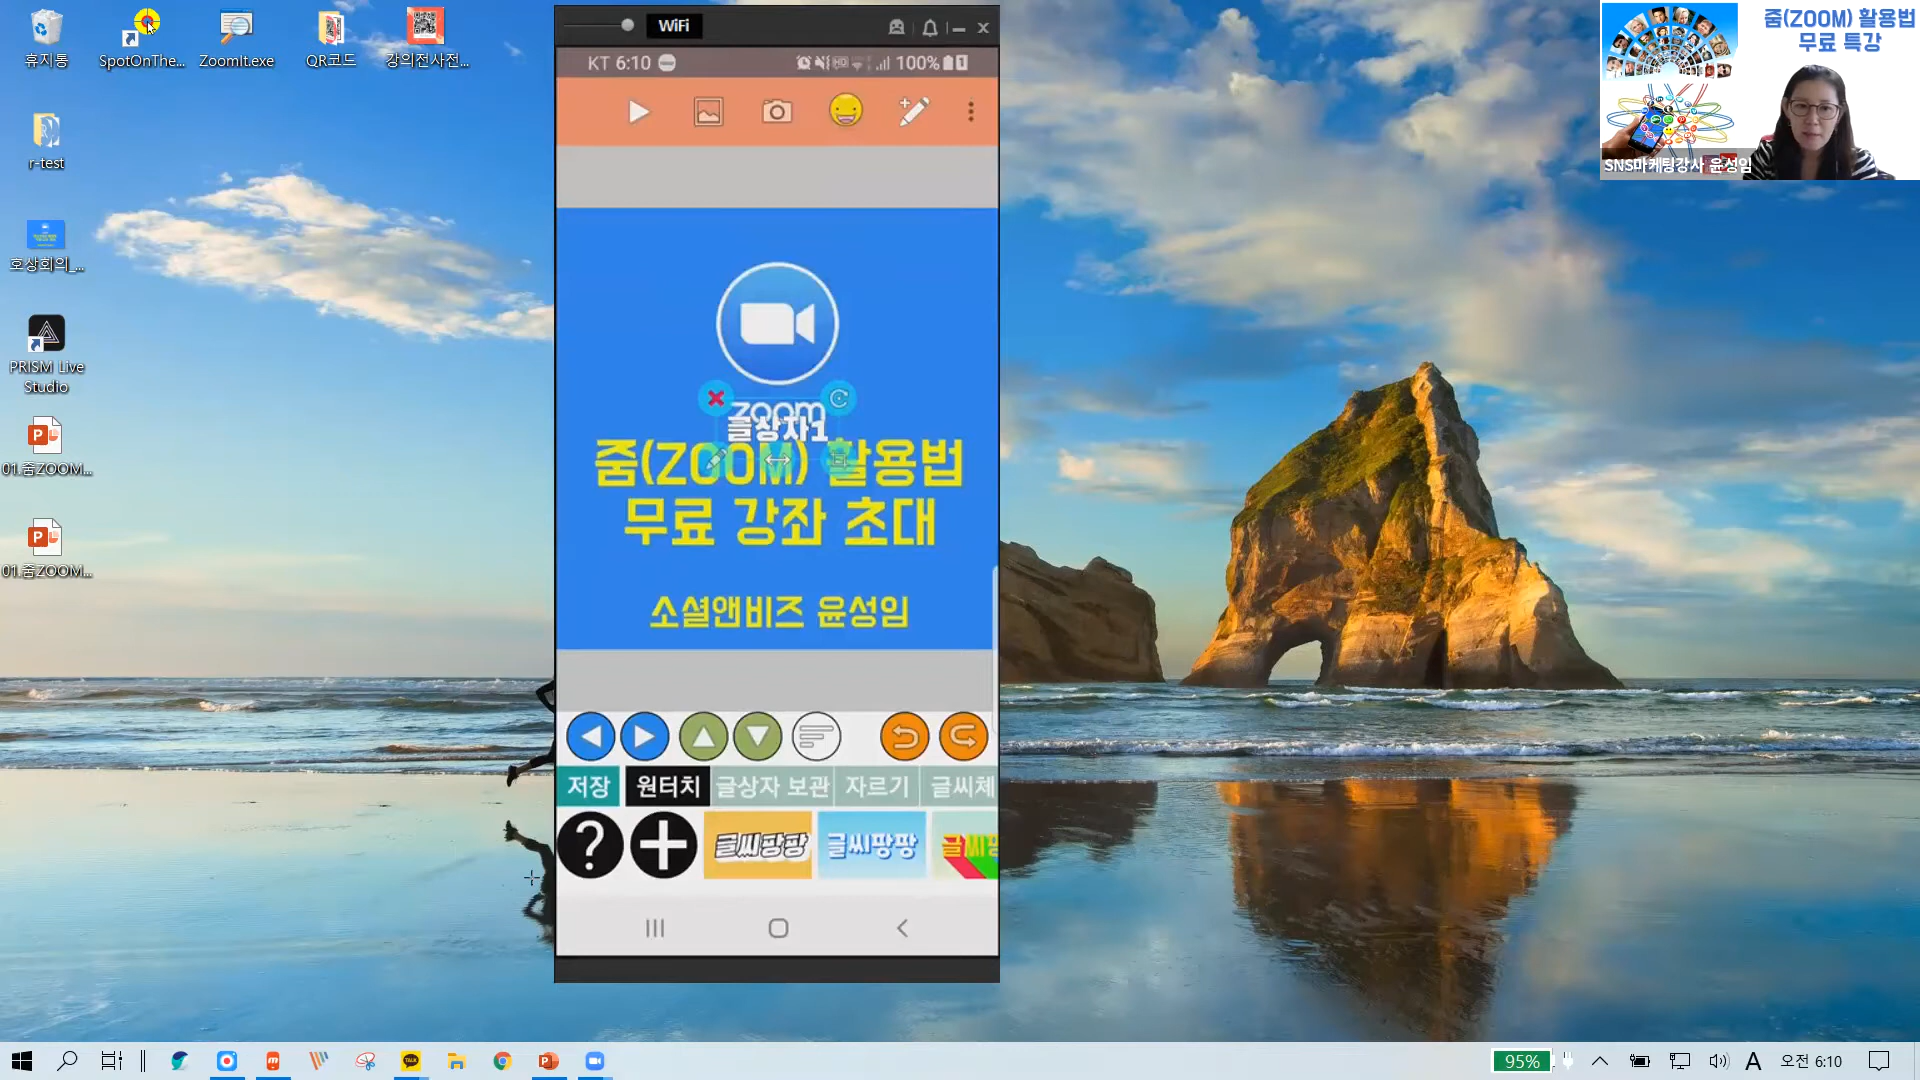 휴지통
SpotOnThe...
ZoomIt.exe
QR코드
강의전사전...
r-test
호상회의_...
PRISM Live
Studio
01.줌ZOOM...
01.줌ZOOM...
WiFi
KT 6:10
100%
zoom
글상자1
줌(ZOOM) 활용법
무료 강좌 초대
소셜앤비즈 윤성임
저장
원터치
글상자 보관
자르기
글씨체
?
글씨팡팡
글씨팡팡
줌(ZOOM) 활용법
무료 특강
SNS마케팅강사 윤성임
TALK
95%
A
오전 6:10